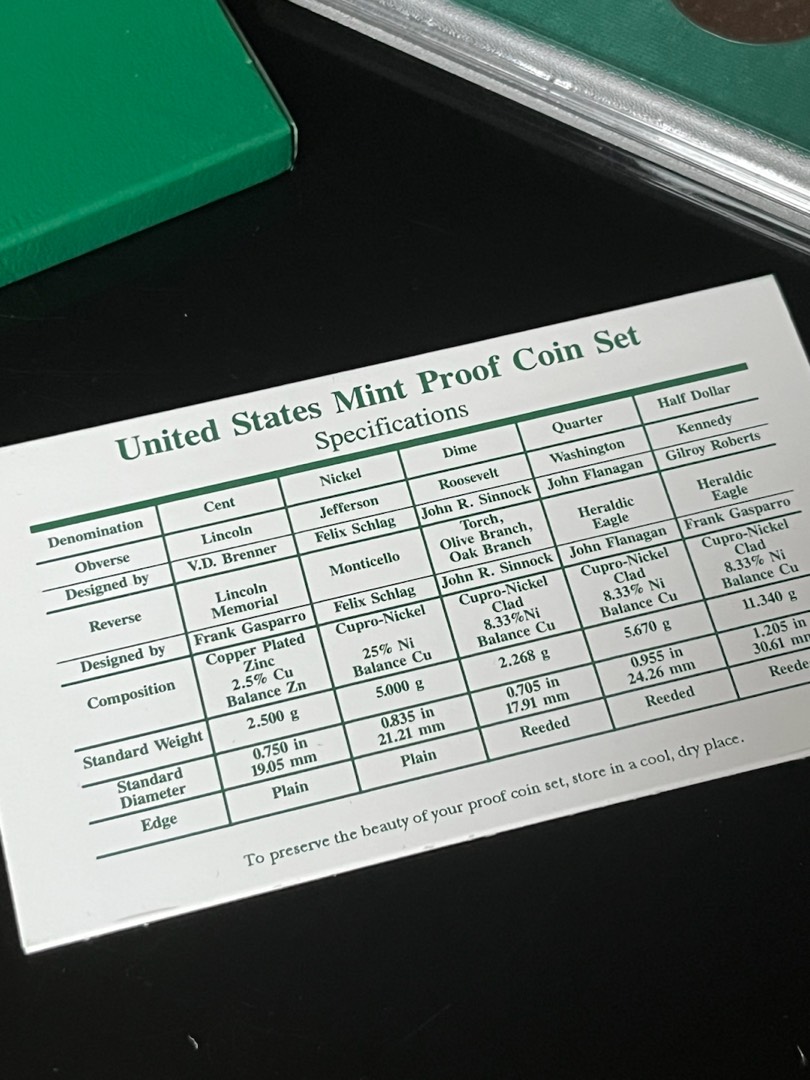 United States Mint Proof Coin Set
Specifications
Denomination Cent Nickel Dime Quarter Half Dollar
Obverse Lincoln Jefferson Roosevelt Washington Kennedy
Designed by V.D. Brenner Felix Schlag John R. Sinnock John Flanagan Gilroy Roberts
Reverse Lincoln Memorial Monticello Torch, Olive Branch, Oak Branch Heraldic Eagle Heraldic Eagle
Designed by Frank Gasparro Felix Schlag John R. Sinnock John Flanagan Frank Gasparro
Composition Copper Plated Zinc 2.5% Cu Balance Zn Cupro-Nickel 25% Ni Balance Cu Cupro-Nickel Clad 8.33%Ni Balance Cu Cupro-Nickel Clad 8.33% Ni Balance Cu Cupro-Nickel Clad 8.33% Ni Balance Cu
Standard Weight 2.500 g 5.000 g 2.268 g 5.670 g 11.340 g
Standard Diameter 0.750 in 19.05 mm 0.835 in 21.21 mm 0.705 in 17.91 mm 0.955 in 24.26 mm 1.205 in 30.61 mm
Edge Plain Plain Reeded Reeded Reede
To preserve the beauty of your proof coin set, store in a cool, dry place.